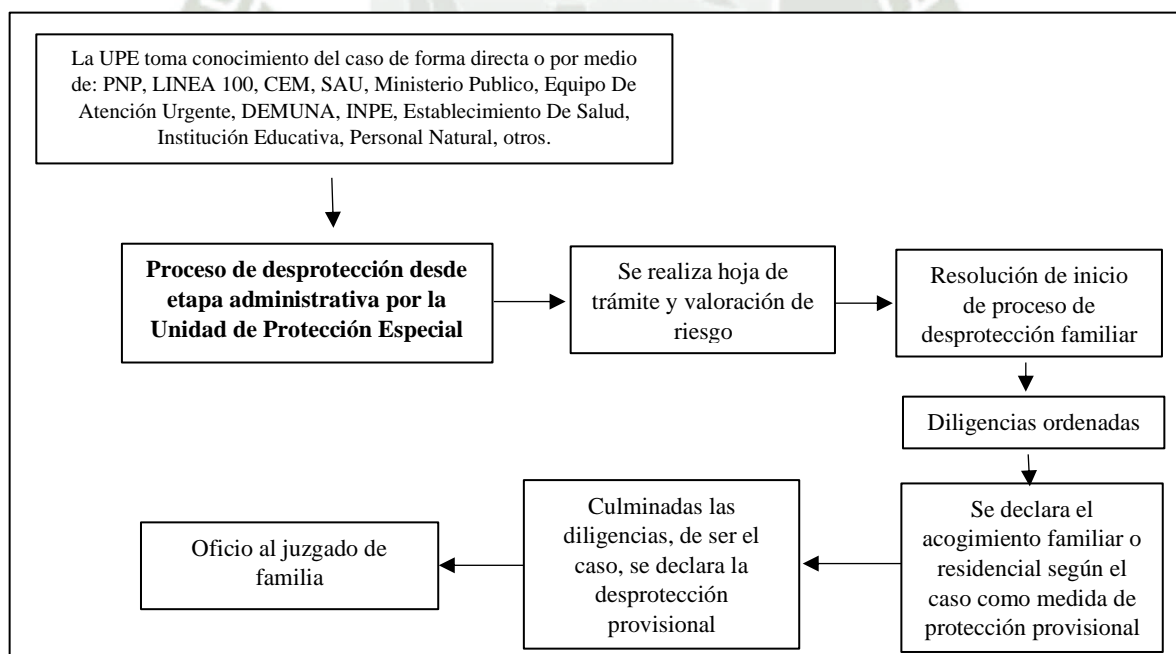 La UPE toma conocimiento del caso de forma directa o por medio
de: PNP, LINEA 100, CEM, SAU, Ministerio Publico, Equipo De
Atención Urgente, DEMUNA, INPE, Establecimiento De Salud,
Institución Educativa, Personal Natural, otros.
Proceso de desprotección desde
etapa administrativa por la
Unidad de Protección Especial
Se realiza hoja de
trámite y valoración de
riesgo
Resolución de inicio
de proceso de
desprotección familiar
Diligencias ordenadas
Se declara el
acogimiento familiar o
residencial según el
caso como medida de
protección provisional
Culminadas las
diligencias, de ser el
caso, se declara la
desprotección
provisional
Oficio al juzgado de
familia